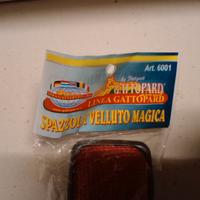 Art. 6001
GATTOPARD
LINEA GATTOPARD
SPAZZOLA VELLUTO MAGICA